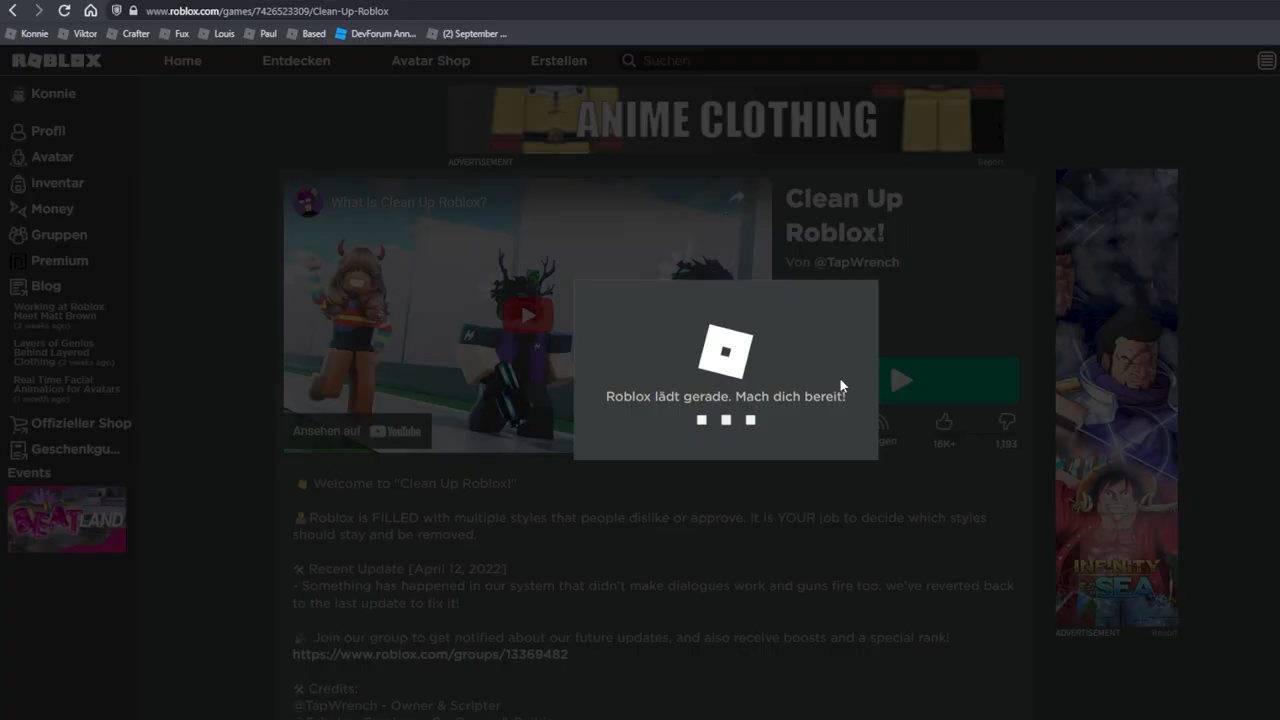 www.roblox.com/games/7426523309/Clean-Up-Roblox
Konnie Viktor Crafter Fux Louis Paul Based DevForum Ann... (2) September ...
ROBLOX Home Entdecken Avatar Shop Erstellen Suchen
Konnie
Profil
Avatar
Inventar
Money
Gruppen
Premium
Blog
Working at Roblox
Meet Matt Brown
(2 weeks ago)
Layers of Genius
Behind Layered
Clothing (2 weeks ago)
Real Time Facial
Animation for Avatars
(1 month ago)
Offizieller Shop
Geschenkgu...
Events
BEATLAND
ANIME CLOTHING
ADVERTISEMENT Report
What Is Clean Up Roblox?
Ansehen auf YouTube
Clean Up
Roblox!
Von @TapWrench
Roblox lädt gerade. Mach dich bereit!
16K+ 1,193
👋 Welcome to "Clean Up Roblox!"
Roblox is FILLED with multiple styles that people dislike or approve. It is YOUR job to decide which styles
should stay and be removed.
🛠 Recent Update [April 12, 2022]
- Something has happened in our system that didn't make dialogues work and guns fire too. we've reverted back
to the last update to fix it!
Join our group to get notified about our future updates, and also receive boosts and a special rank!
https://www.roblox.com/groups/13369482
🛠 Credits:
@TapWrench - Owner & Scripter
INFINITY
SEA
ADVERTISEMENT Report